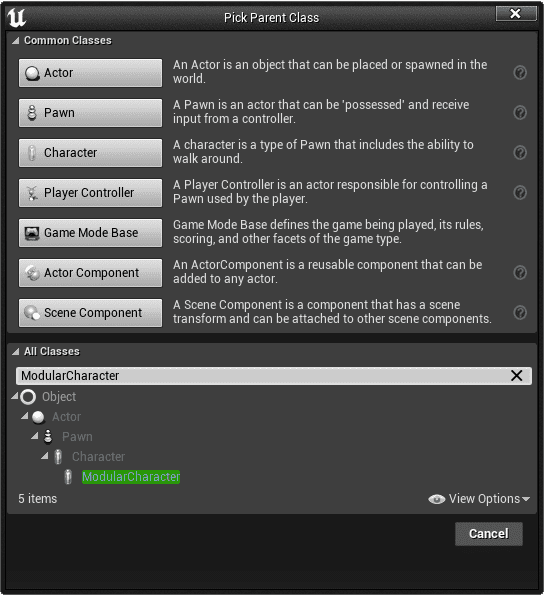 Pick Parent Class
Common Classes
Actor
An Actor is an object that can be placed or spawned in the
world.
Pawn
A Pawn is an actor that can be 'possessed' and receive
input from a controller.
Character
A character is a type of Pawn that includes the ability to
walk around.
Player Controller
A Player Controller is an actor responsible for controlling a
Pawn used by the player.
Game Mode Base
Game Mode Base defines the game being played, its rules,
scoring, and other facets of the game type.
Actor Component
An ActorComponent is a reusable component that can be
added to any actor.
Scene Component
A Scene Component is a component that has a scene
transform and can be attached to other scene components.
All Classes
ModularCharacter
Object
Actor
Pawn
Character
ModularCharacter
5 items
View Options
Cancel